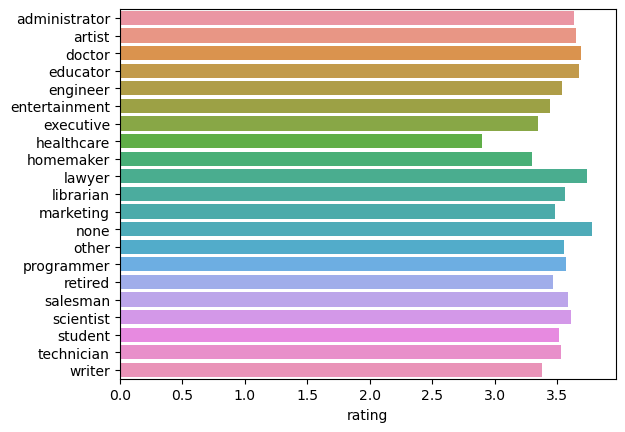 administrator
artist
doctor
educator
engineer
entertainment
executive
healthcare
homemaker
lawyer
librarian
marketing
none
other
programmer
retired
salesman
scientist
student
technician
writer
0.0 0.5 1.0 1.5 2.0 2.5 3.0 3.5
rating